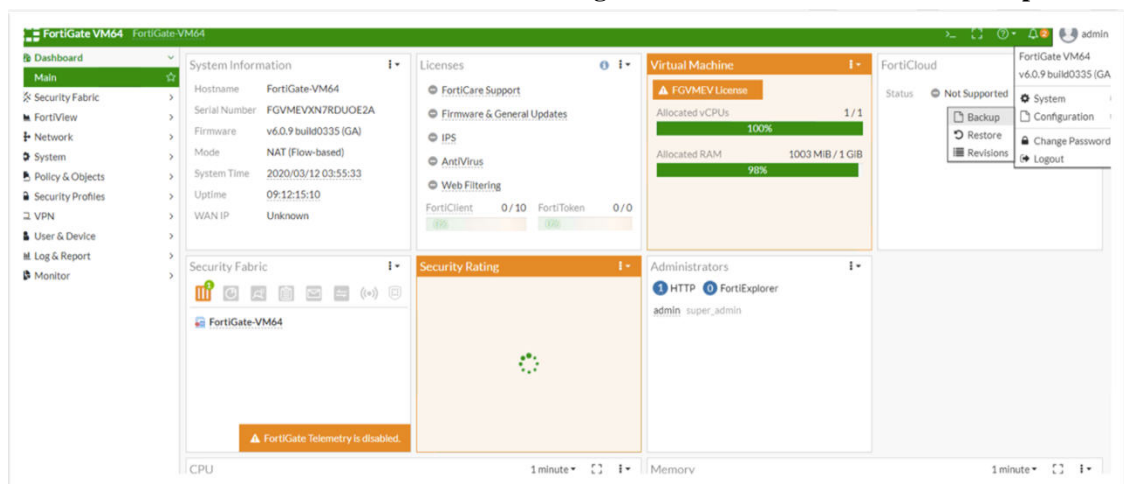 FortiGate VM64 FortiGate-VM64
admin
Dashboard
Main
Security Fabric
FortiView
Network
System
Policy & Objects
Security Profiles
VPN
User & Device
Log & Report
Monitor
System Information
Hostname FortiGate-VM64
Serial Number FGVMEVXN7RDUOE2A
Firmware v6.0.9 build0335 (GA)
Mode NAT (Flow-based)
System Time 2020/03/12 03:55:33
Uptime 09:12:15:10
WAN IP Unknown
Licenses
FortiCare Support
Firmware & General Updates
IPS
AntiVirus
Web Filtering
FortiClient 0/10 FortiToken 0/0
Virtual Machine
FGVMEV License
Allocated vCPUs 1/1
100%
Allocated RAM 1003 MiB / 1 GiB
98%
FortiCloud
Status Not Supported
Backup
Restore
Revisions
FortiGate VM64
v6.0.9 build0335 (GA
System
Configuration
Change Password
Logout
Security Fabric
FortiGate-VM64
FortiGate Telemetry is disabled.
Security Rating
Administrators
1 HTTP 0 FortiExplorer
admin super_admin
CPU 1 minute
Memory 1 minute